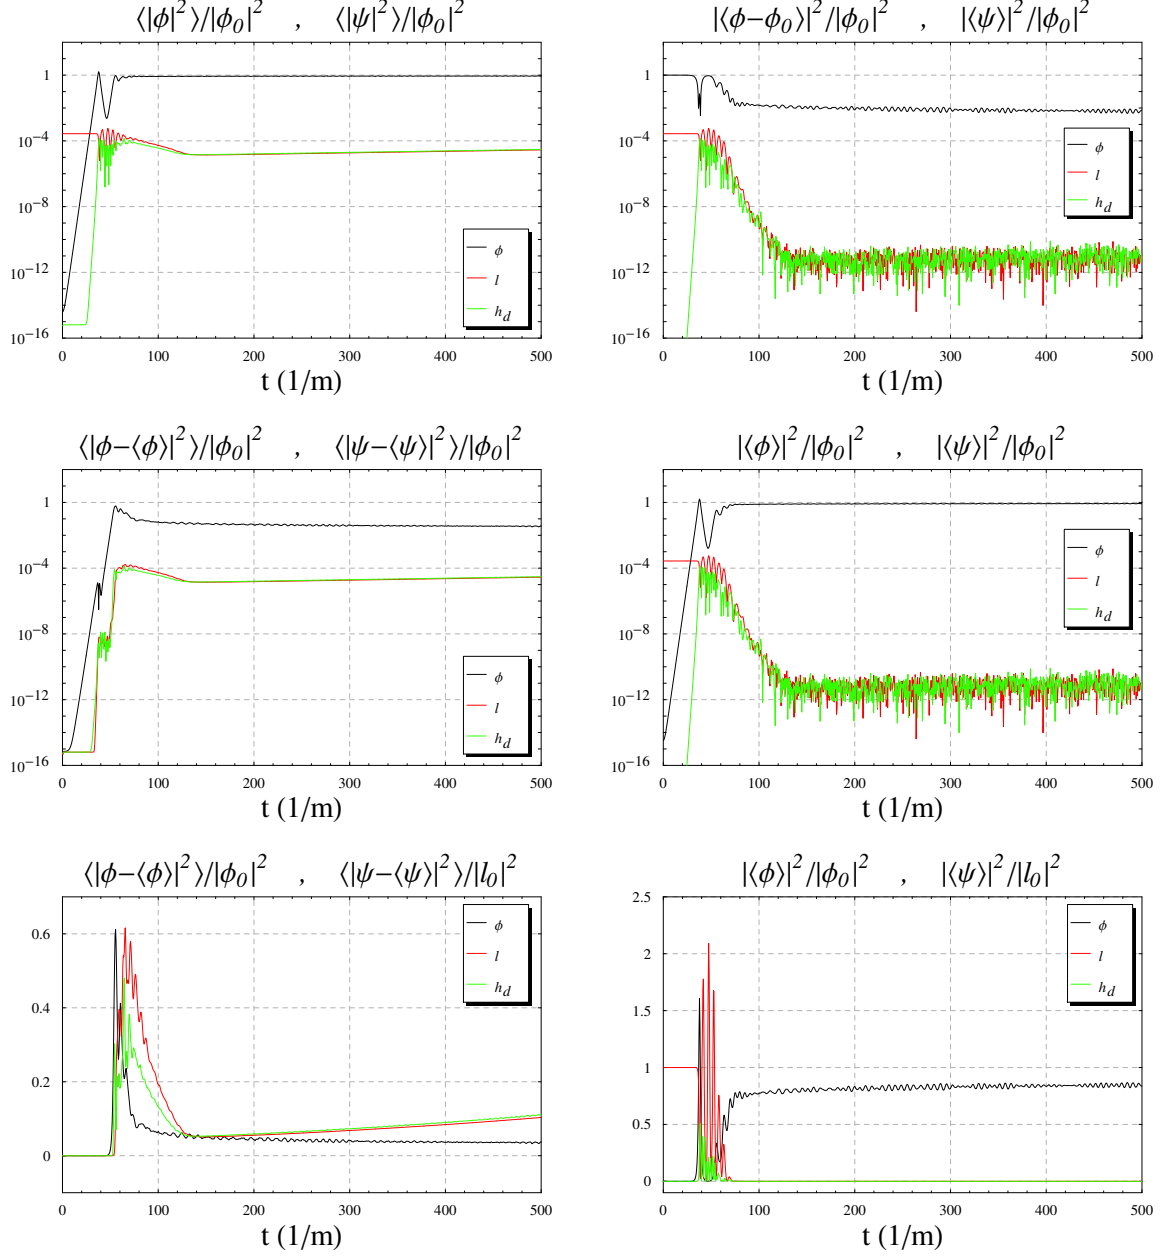 ⟨|ϕ|²⟩/|ϕ₀|² , ⟨|ψ|²⟩/|ϕ₀|²
1
10⁻⁴
10⁻⁸
10⁻¹²
10⁻¹⁶
ϕ
l
h_d
0 100 200 300 400 500
t (1/m)
|⟨ϕ−ϕ₀⟩|²/|ϕ₀|² , |⟨ψ⟩|²/|ϕ₀|²
1
10⁻⁴
10⁻⁸
10⁻¹²
10⁻¹⁶
ϕ
l
h_d
0 100 200 300 400 500
t (1/m)
⟨|ϕ−⟨ϕ⟩|²⟩/|ϕ₀|² , ⟨|ψ−⟨ψ⟩|²⟩/|ϕ₀|²
1
10⁻⁴
10⁻⁸
10⁻¹²
10⁻¹⁶
ϕ
l
h_d
0 100 200 300 400 500
t (1/m)
|⟨ϕ⟩|²/|ϕ₀|² , |⟨ψ⟩|²/|ϕ₀|²
1
10⁻⁴
10⁻⁸
10⁻¹²
10⁻¹⁶
ϕ
l
h_d
0 100 200 300 400 500
t (1/m)
⟨|ϕ−⟨ϕ⟩|²⟩/|ϕ₀|² , ⟨|ψ−⟨ψ⟩|²⟩/|l₀|²
0.6
0.4
0.2
0
ϕ
l
h_d
0 100 200 300 400 500
t (1/m)
|⟨ϕ⟩|²/|ϕ₀|² , |⟨ψ⟩|²/|l₀|²
2.5
2
1.5
1
0.5
0
ϕ
l
h_d
0 100 200 300 400 500
t (1/m)